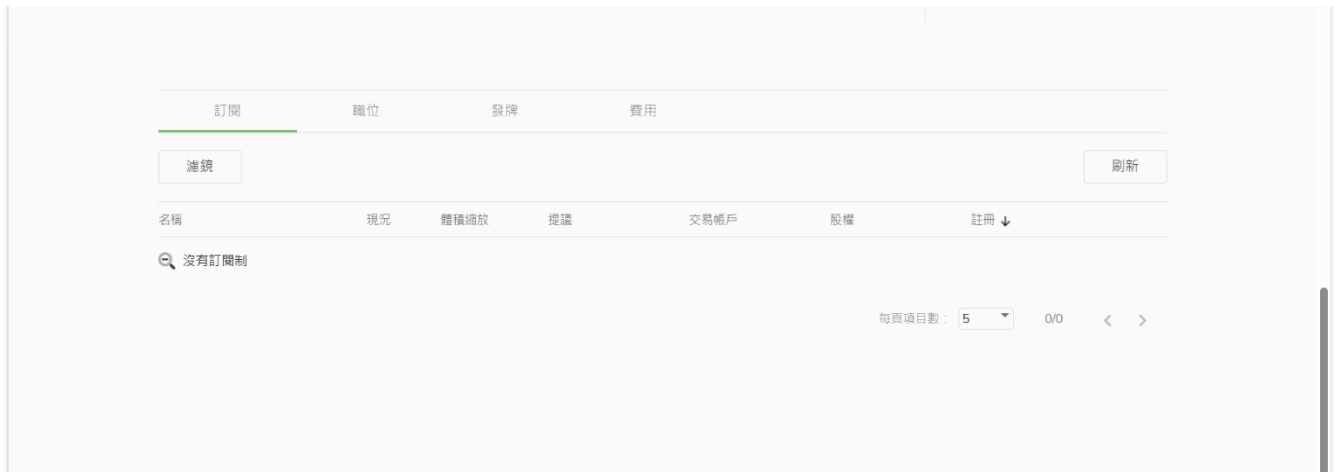 訂閱 職位 發牌 費用
濾鏡 刷新
名稱 現況 體積縮放 提議 交易帳戶 股權 註冊
沒有訂閱制
每頁項目數： 5 0/0